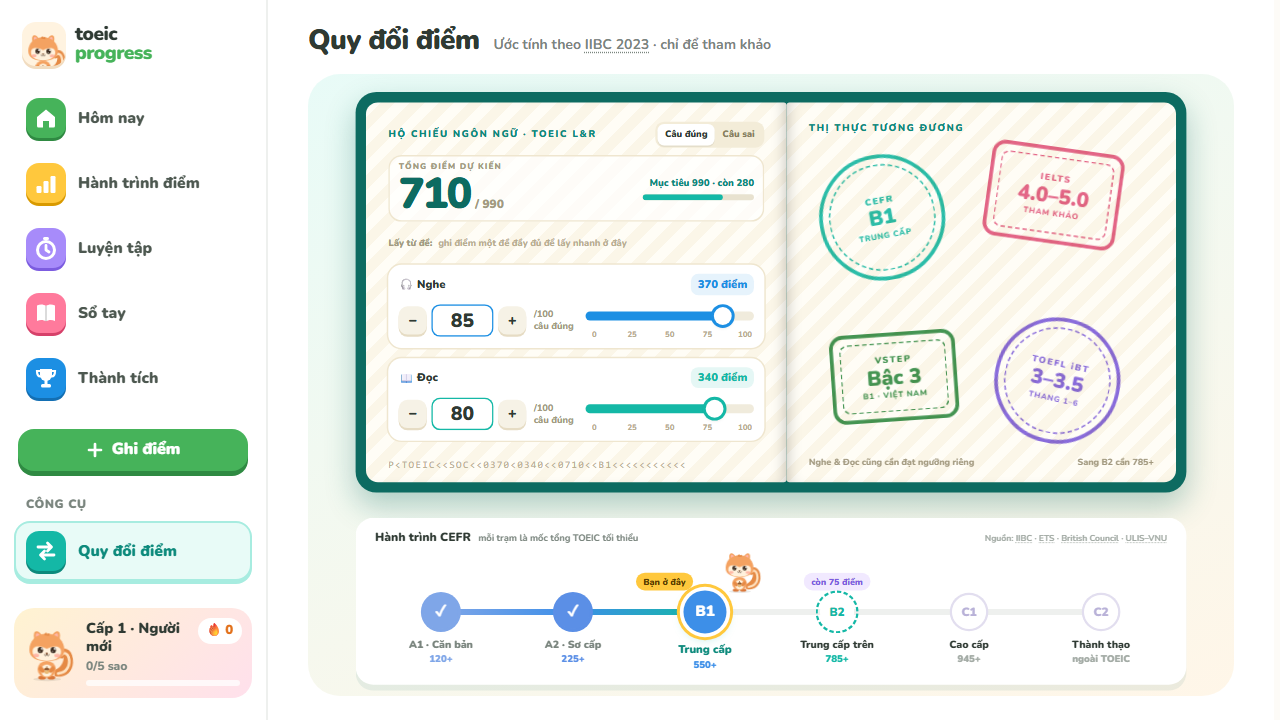 toeic
progress
Hôm nay
Hành trình điểm
Luyện tập
Sổ tay
Thành tích
+ Ghi điểm
CÔNG CỤ
Quy đổi điểm
Cấp 1 · Người
mới
0
0/5 sao
Quy đổi điểm
Ước tính theo IIBC 2023 · chỉ để tham khảo
HỘ CHIẾU NGÔN NGỮ · TOEIC L&R
Câu đúng
Câu sai
TỔNG ĐIỂM DỰ KIẾN
710 / 990
Mục tiêu 990 · còn 280
Lấy từ đề: ghi điểm một đề đầy đủ để lấy nhanh ở đây
Nghe
370 điểm
− 85 +
/100
câu đúng
0 25 50 75 100
Đọc
340 điểm
− 80 +
/100
câu đúng
0 25 50 75 100
P<TOEIC<<SOC<<0370<0340<<0710<<B1<<<<<<<<<<<
THỊ THỰC TƯƠNG ĐƯƠNG
CEFR
B1
TRUNG CẤP
IELTS
4.0–5.0
THAM KHẢO
VSTEP
Bậc 3
B1 · VIỆT NAM
TOEFL iBT
3–3.5
THANG 1–6
Nghe & Đọc cũng cần đạt ngưỡng riêng
Sang B2 cần 785+
Hành trình CEFR mỗi trạm là mốc tổng TOEIC tối thiểu
Nguồn: IIBC · ETS · British Council · ULIS–VNU
Bạn ở đây
còn 75 điểm
✓ ✓ B1 B2 C1 C2
A1 · Căn bản
120+
A2 · Sơ cấp
225+
Trung cấp
550+
Trung cấp trên
785+
Cao cấp
945+
Thành thạo
ngoài TOEIC